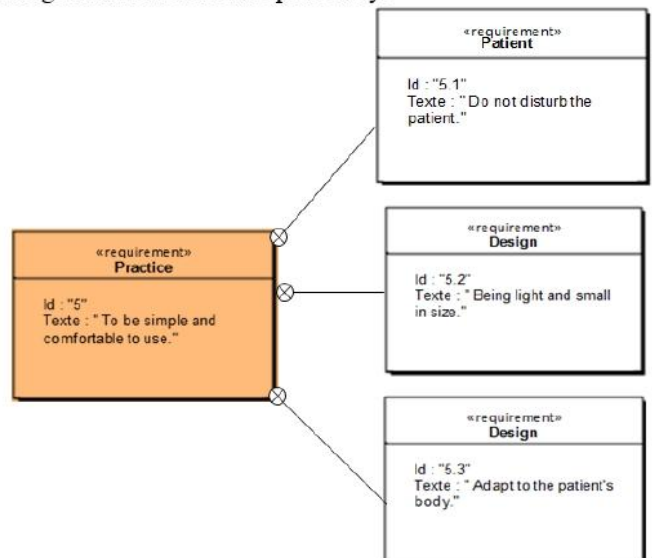 «requirement»
Patient
Id : "5.1"
Texte : " Do not disturb the
patient."
«requirement»
Practice
Id : "5"
Texte : " To be simple and
comfortable to use."
«requirement»
Design
Id : "5.2"
Texte : " Being light and small
in size."
«requirement»
Design
Id : "5.3"
Texte : " Adapt to the patient's
body."